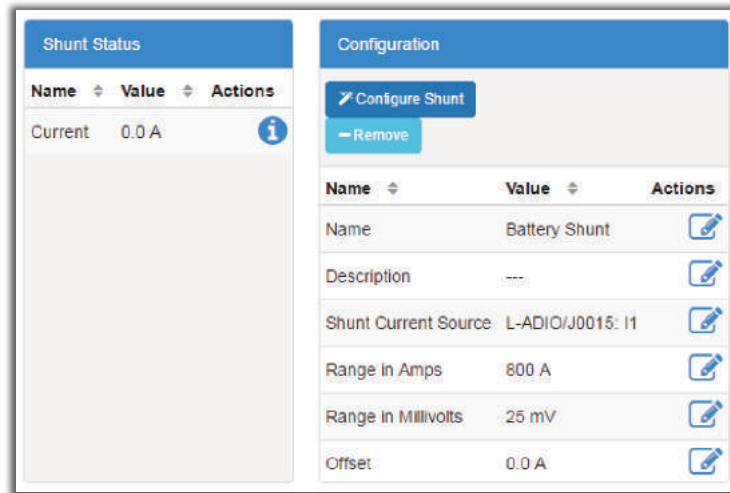 Shunt Status
Name Value Actions
Current 0.0 A
Configuration
Configure Shunt
Remove
Name Value Actions
Name Battery Shunt
Description ---
Shunt Current Source L-ADIO/J0015: I1
Range in Amps 800 A
Range in Millivolts 25 mV
Offset 0.0 A